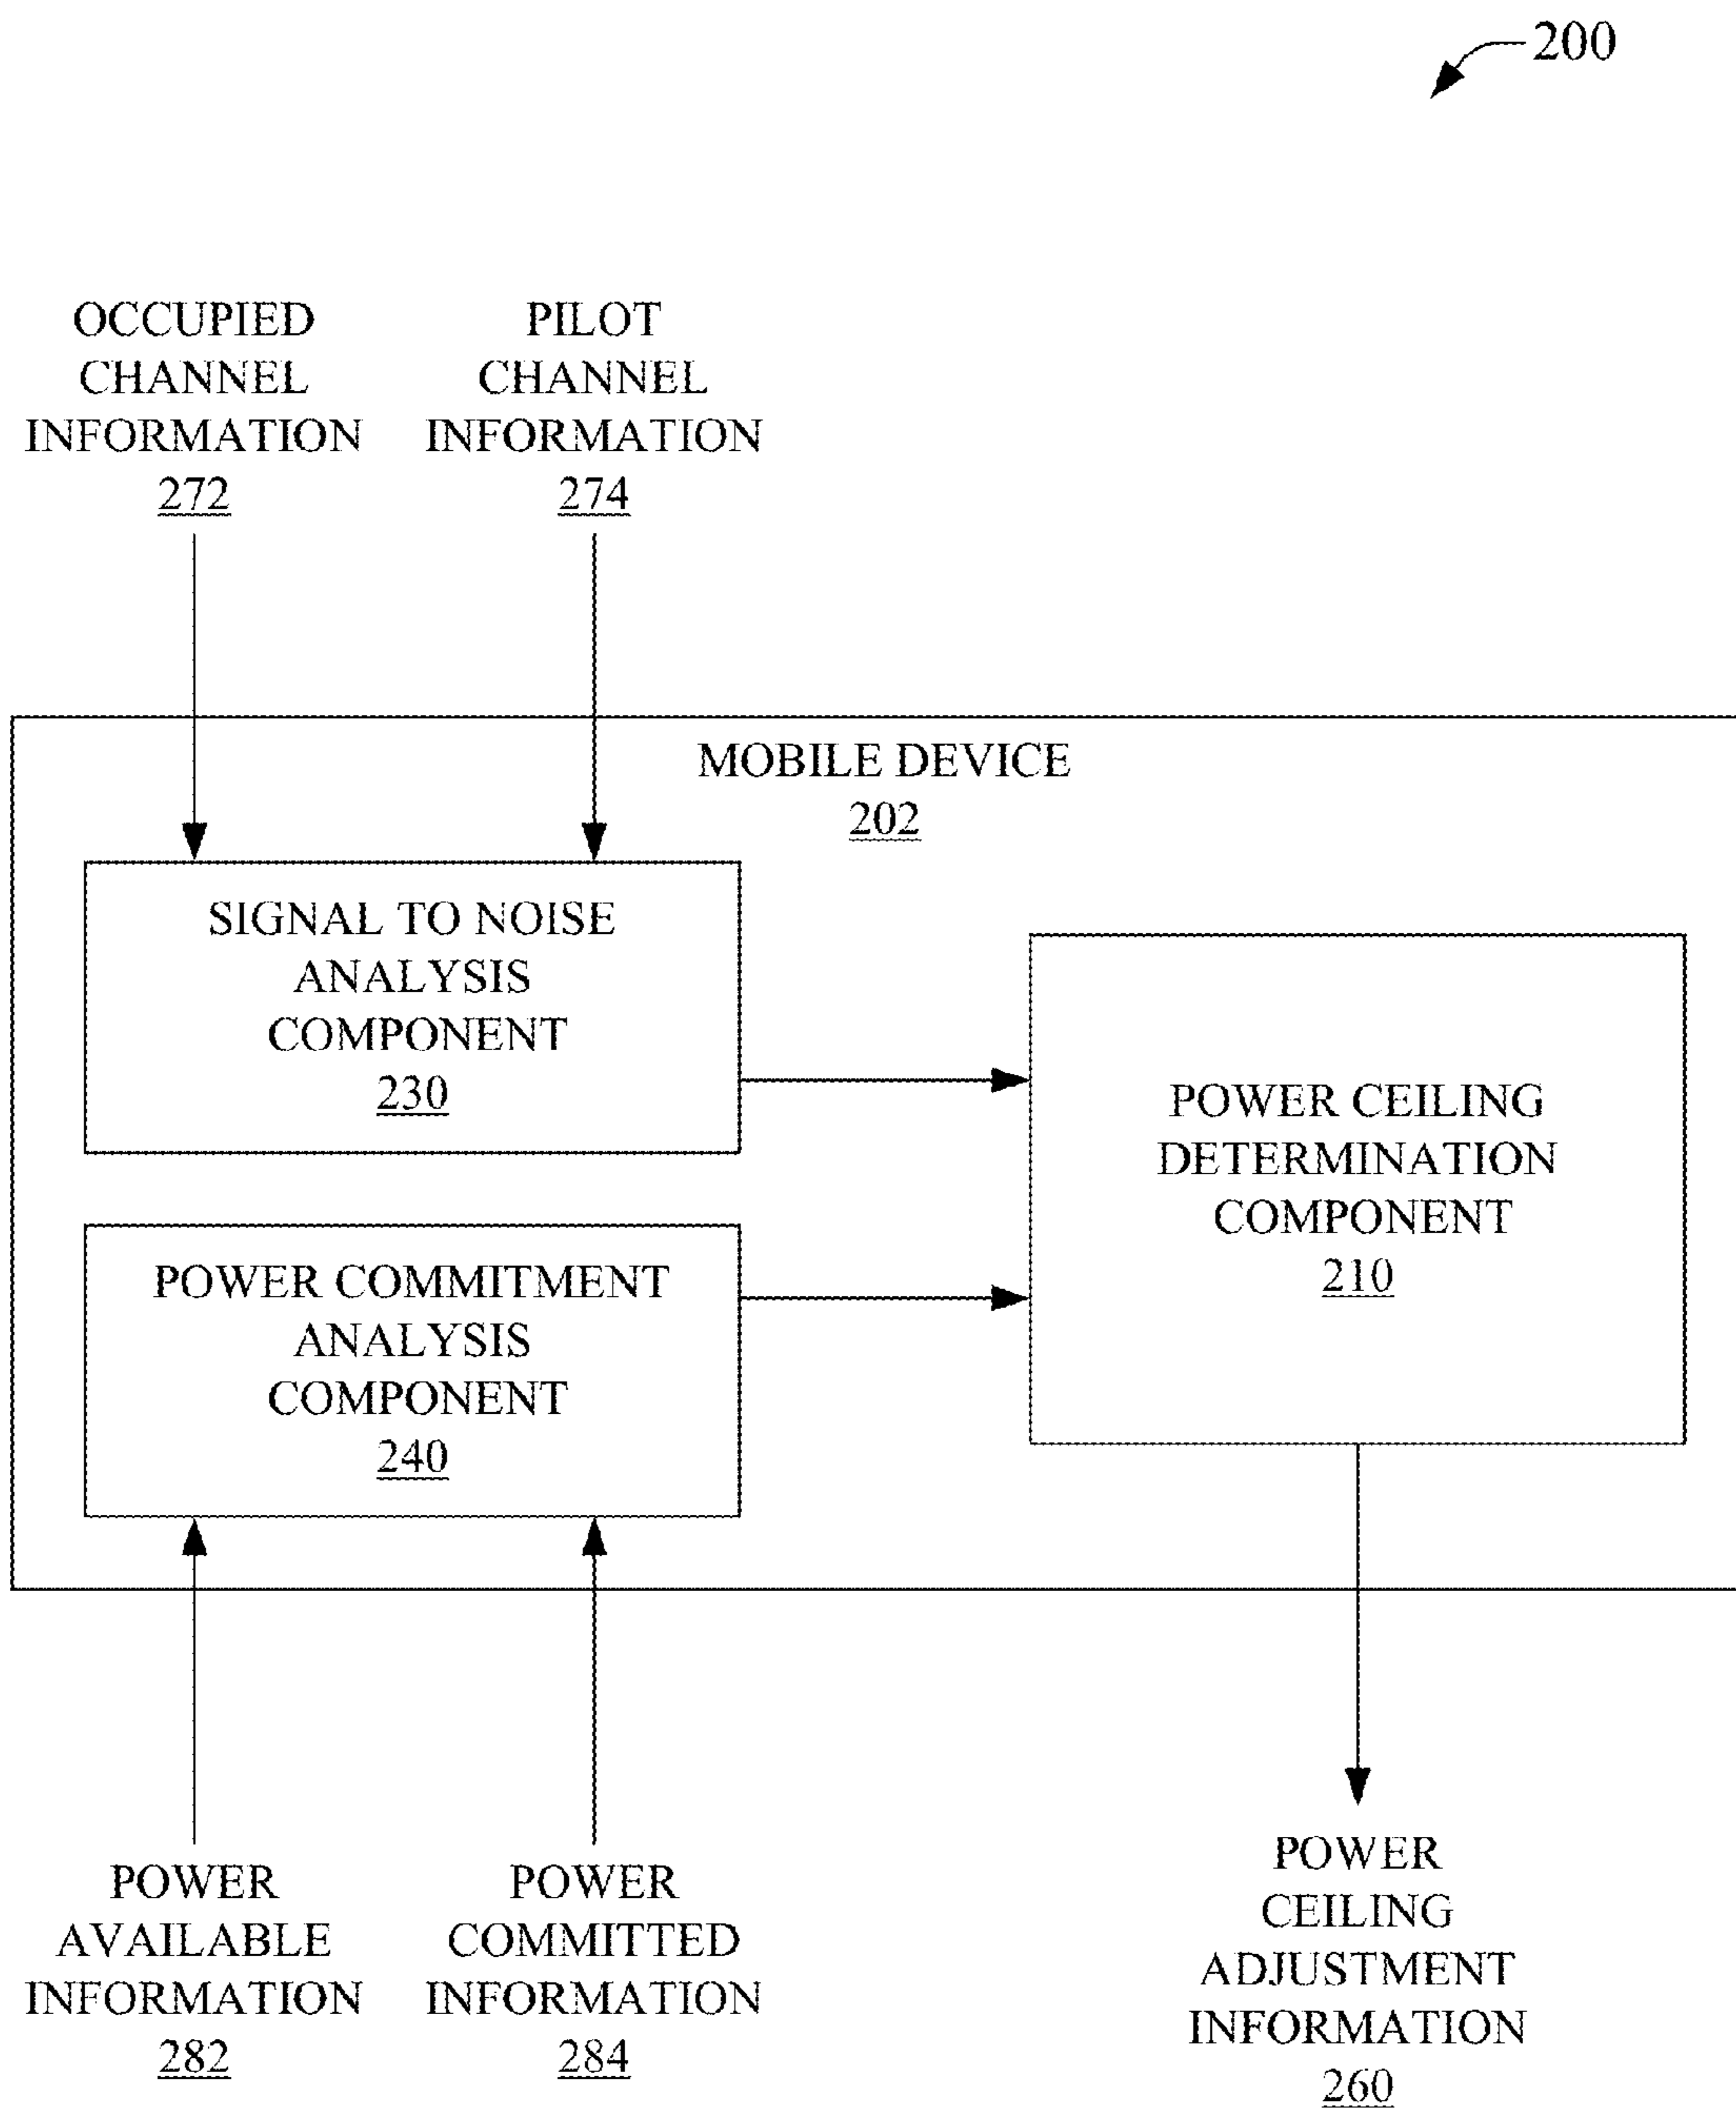 200
OCCUPIED
CHANNEL
INFORMATION
272
PILOT
CHANNEL
INFORMATION
274
MOBILE DEVICE
202
SIGNAL TO NOISE
ANALYSIS
COMPONENT
230
POWER CEILING
DETERMINATION
COMPONENT
210
POWER COMMITMENT
ANALYSIS
COMPONENT
240
POWER
AVAILABLE
INFORMATION
282
POWER
COMMITTED
INFORMATION
284
POWER
CEILING
ADJUSTMENT
INFORMATION
260